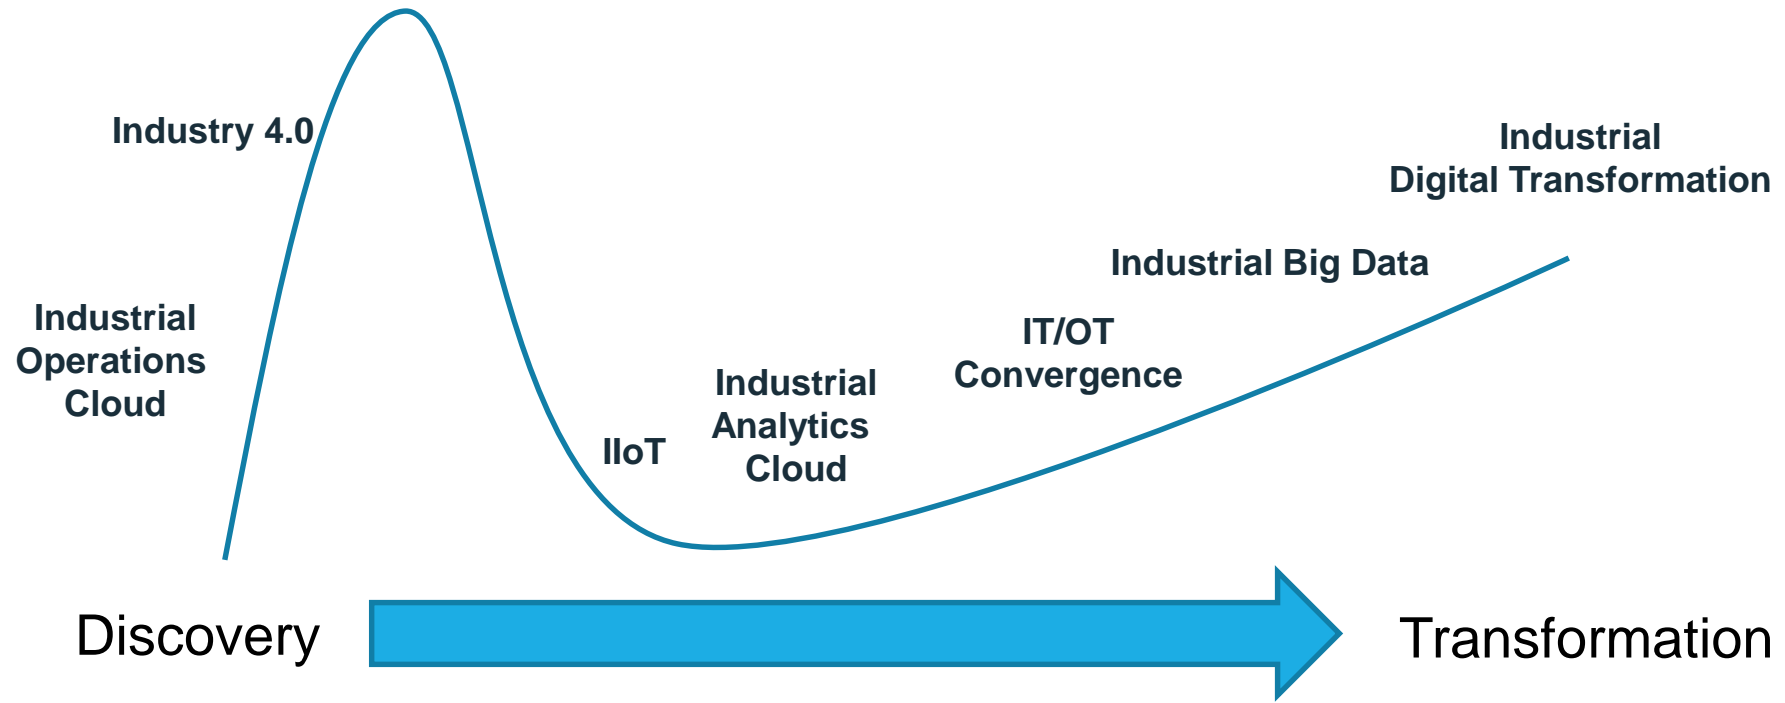 Industry 4.0
Industrial
Operations
Cloud
IIoT
Industrial
Analytics
Cloud
IT/OT
Convergence
Industrial Big Data
Industrial
Digital Transformation
Discovery
Transformation